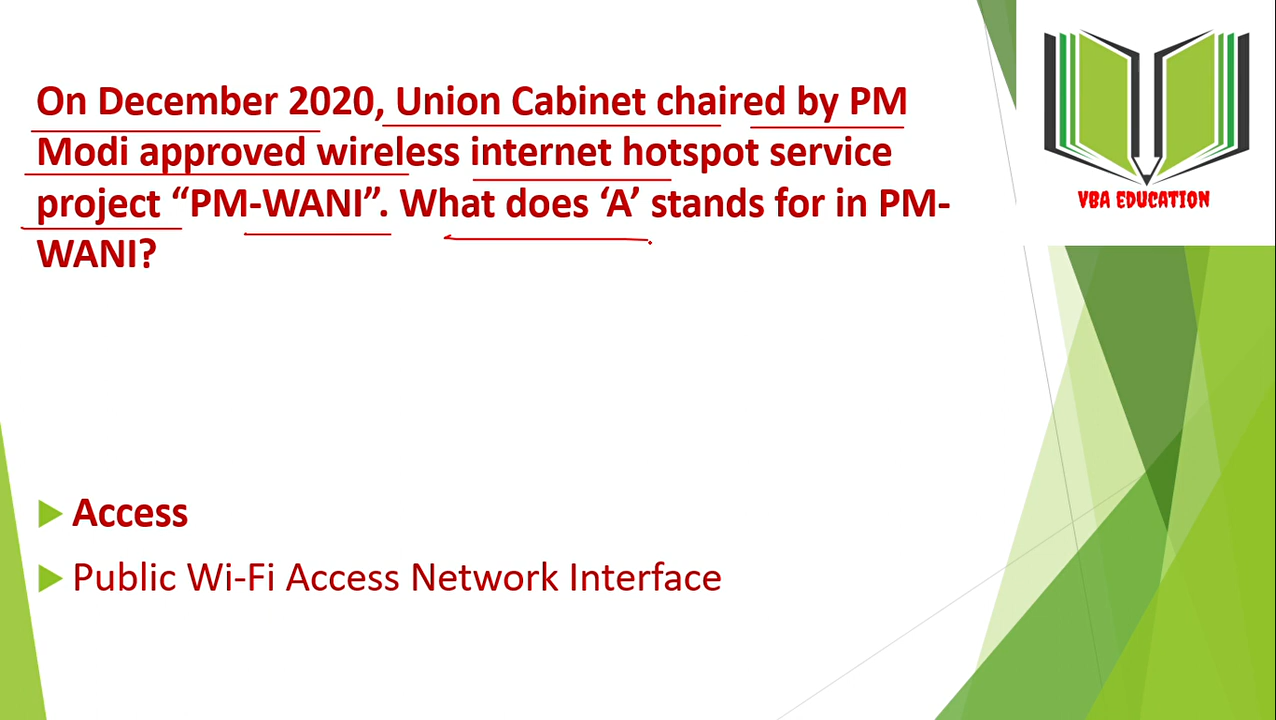 On December 2020, Union Cabinet chaired by PM
Modi approved wireless internet hotspot service
project “PM-WANI”. What does ‘A’ stands for in PM-
WANI?
VBA EDUCATION
Access
Public Wi-Fi Access Network Interface